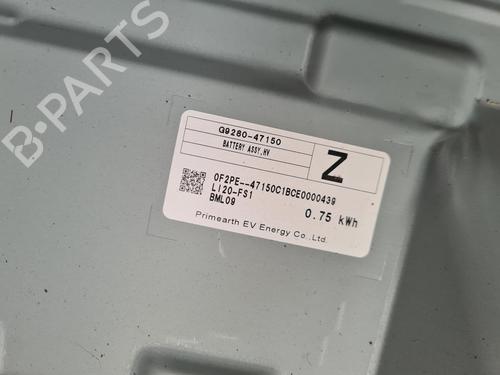 B-PARTS
G9280-47150
BATTERY ASSY,HV
Z
0F2PE--47150C1BCE0000439
LI20-FS1
BML09
0.75 kWh
Primearth EV Energy Co.,Ltd.